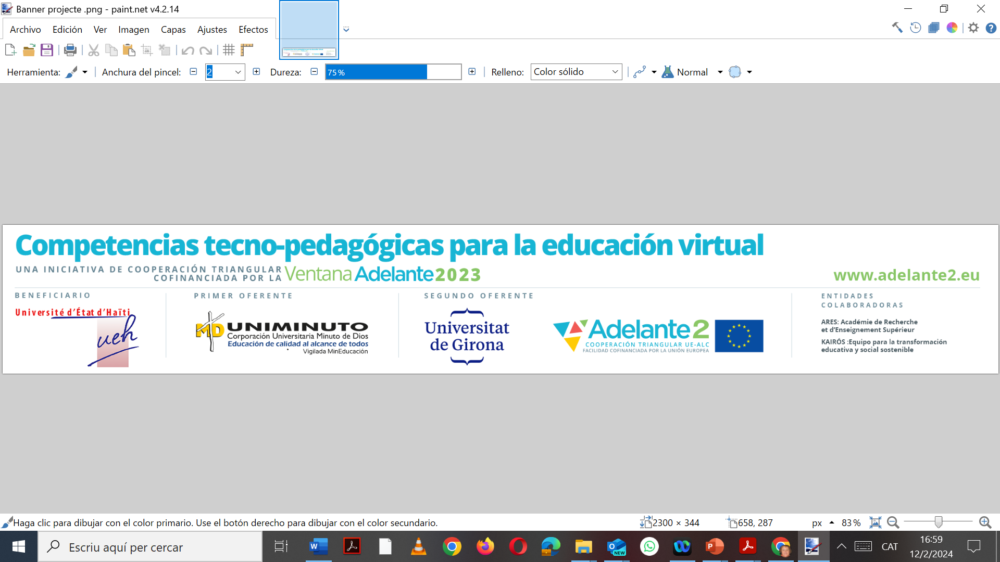 Banner projecte .png - paint.net v4.2.14
Archivo Edición Ver Imagen Capas Ajustes Efectos
Herramienta: Anchura del pincel: 2 Dureza: 75% Relleno: Color sólido Normal
Competencias tecno-pedagógicas para la educación virtual
UNA INICIATIVA DE COOPERACIÓN TRIANGULAR
COFINANCIADA POR LA Ventana Adelante 2023
www.adelante2.eu
BENEFICIARIO
Université d'État d'Haïti
ueh
PRIMER OFERENTE
MD UNIMINUTO
Corporación Universitaria Minuto de Dios
Educación de calidad al alcance de todos
Vigilada MinEducación
SEGUNDO OFERENTE
Universitat
de Girona
Adelante 2
COOPERACIÓN TRIANGULAR UE-ALC
FACILIDAD COFINANCIADA POR LA UNIÓN EUROPEA
ENTIDADES
COLABORADORAS
ARES: Académie de Recherche
et d'Enseignement Supérieur
KAIRÓS :Equipo para la transformación
educativa y social sostenible
Haga clic para dibujar con el color primario. Use el botón derecho para dibujar con el color secundario.
2300 × 344 658, 287 px 83%
Escriu aquí per cercar
NEW
CAT
16:59
12/2/2024